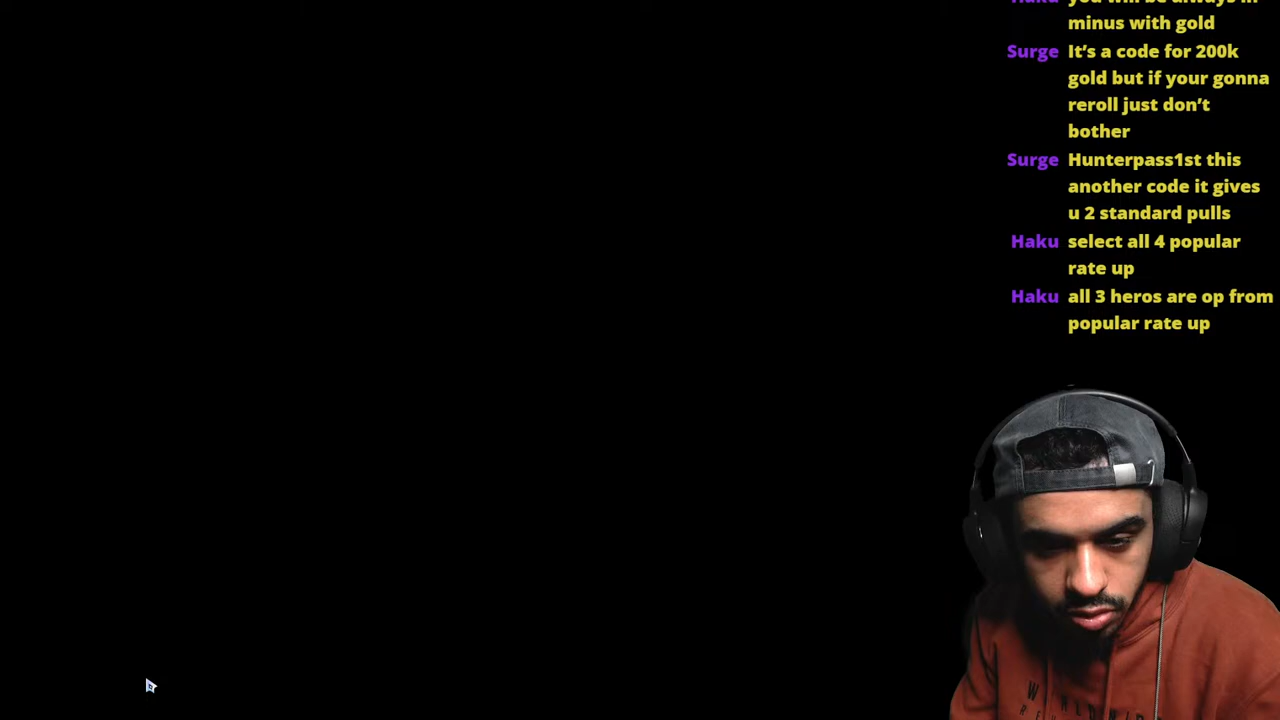 minus with gold
Surge It’s a code for 200k
gold but if your gonna
reroll just don’t
bother
Surge Hunterpass1st this
another code it gives
u 2 standard pulls
Haku select all 4 popular
rate up
Haku all 3 heros are op from
popular rate up